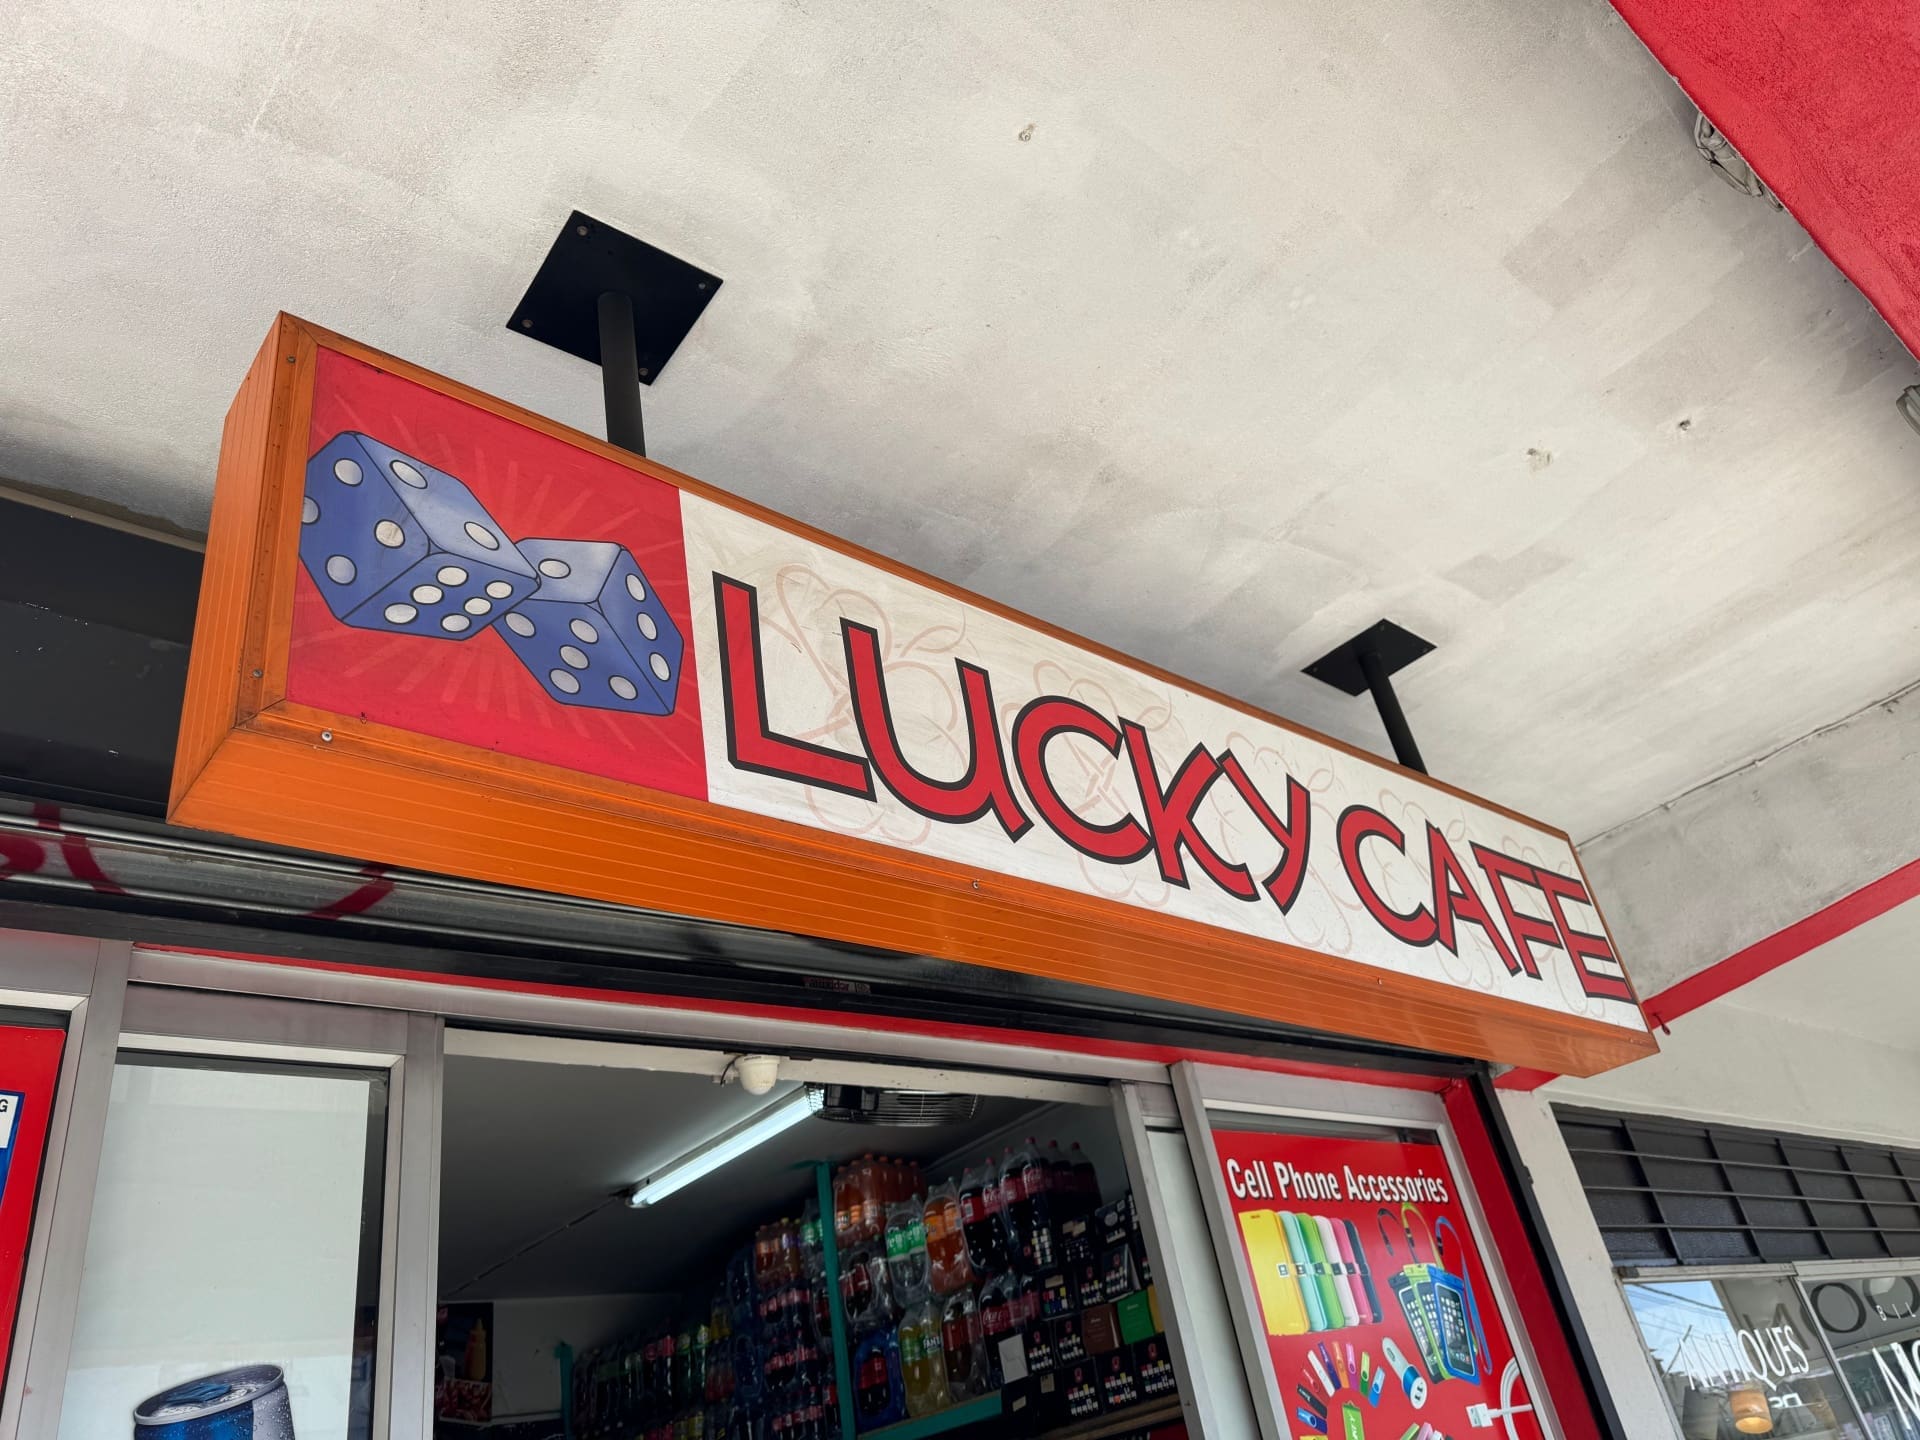 LUCKY CAFE
Cell Phone Accessories
ANTIQUES